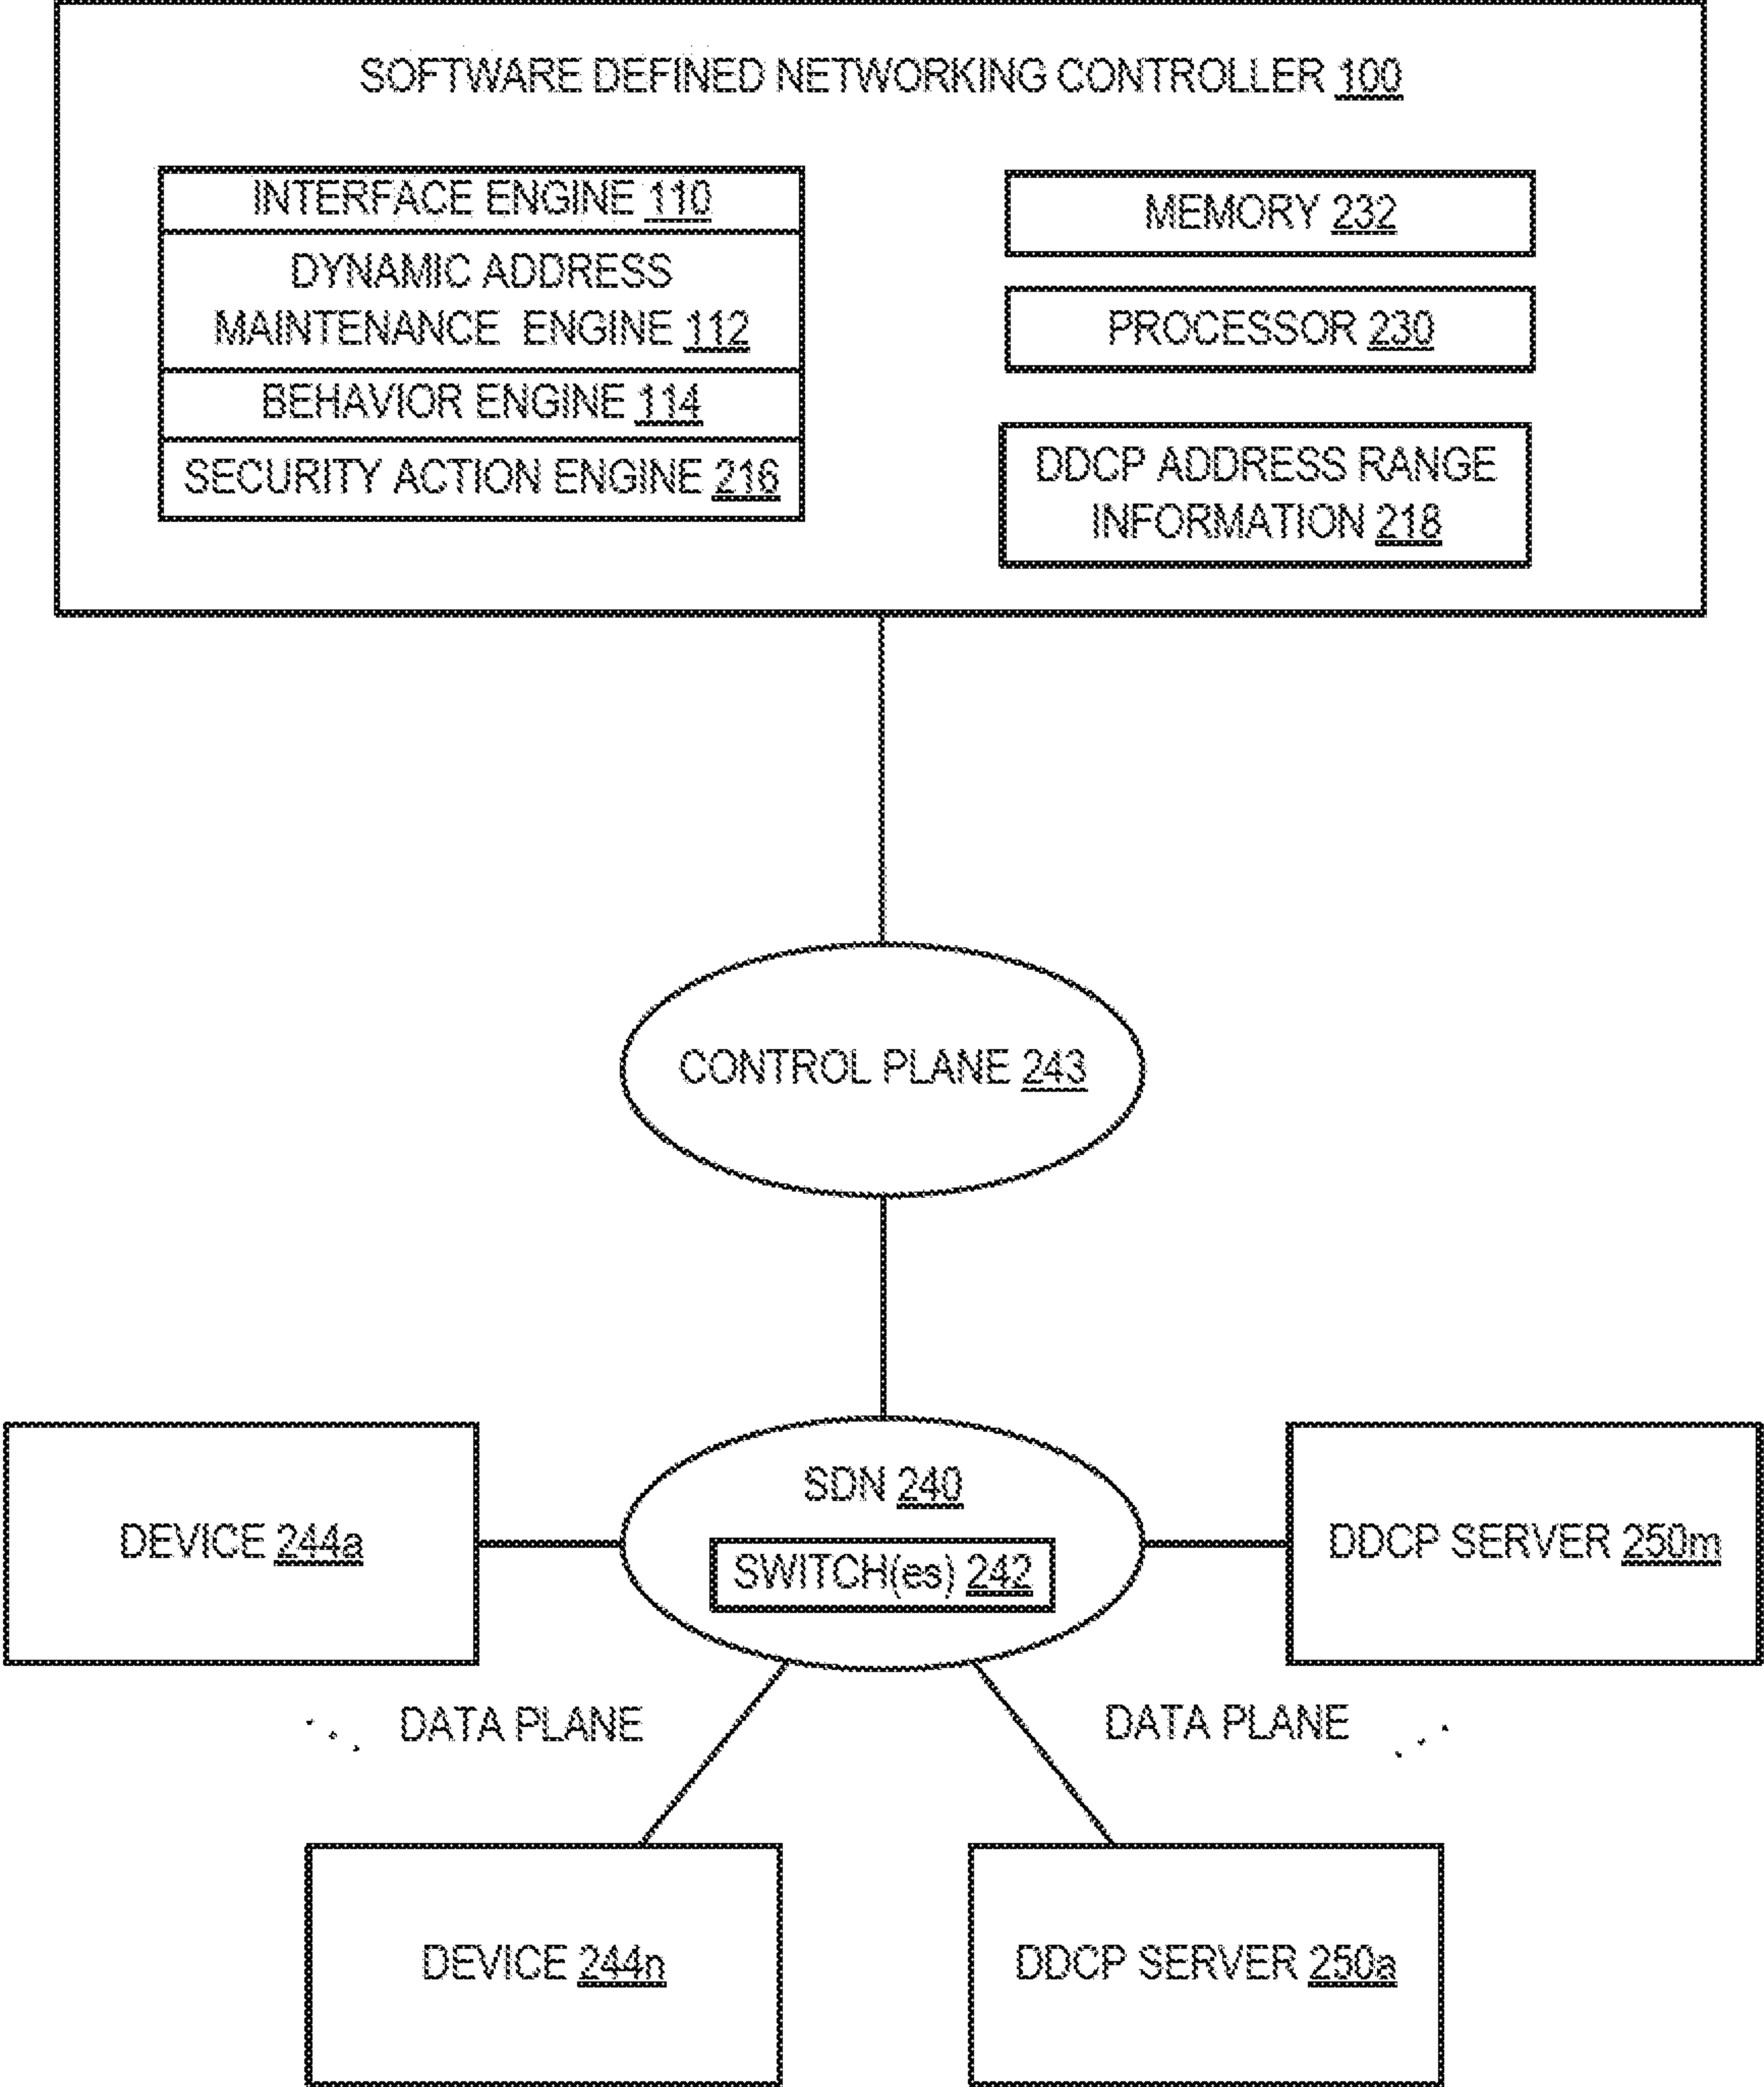 SOFTWARE DEFINED NETWORKING CONTROLLER 100
INTERFACE ENGINE 110
DYNAMIC ADDRESS
MAINTENANCE ENGINE 112
BEHAVIOR ENGINE 114
SECURITY ACTION ENGINE 216
MEMORY 232
PROCESSOR 230
DDCP ADDRESS RANGE
INFORMATION 218
CONTROL PLANE 243
SDN 240
SWITCH(es) 242
DEVICE 244a
DDCP SERVER 250m
DATA PLANE
DATA PLANE
DEVICE 244n
DDCP SERVER 250a